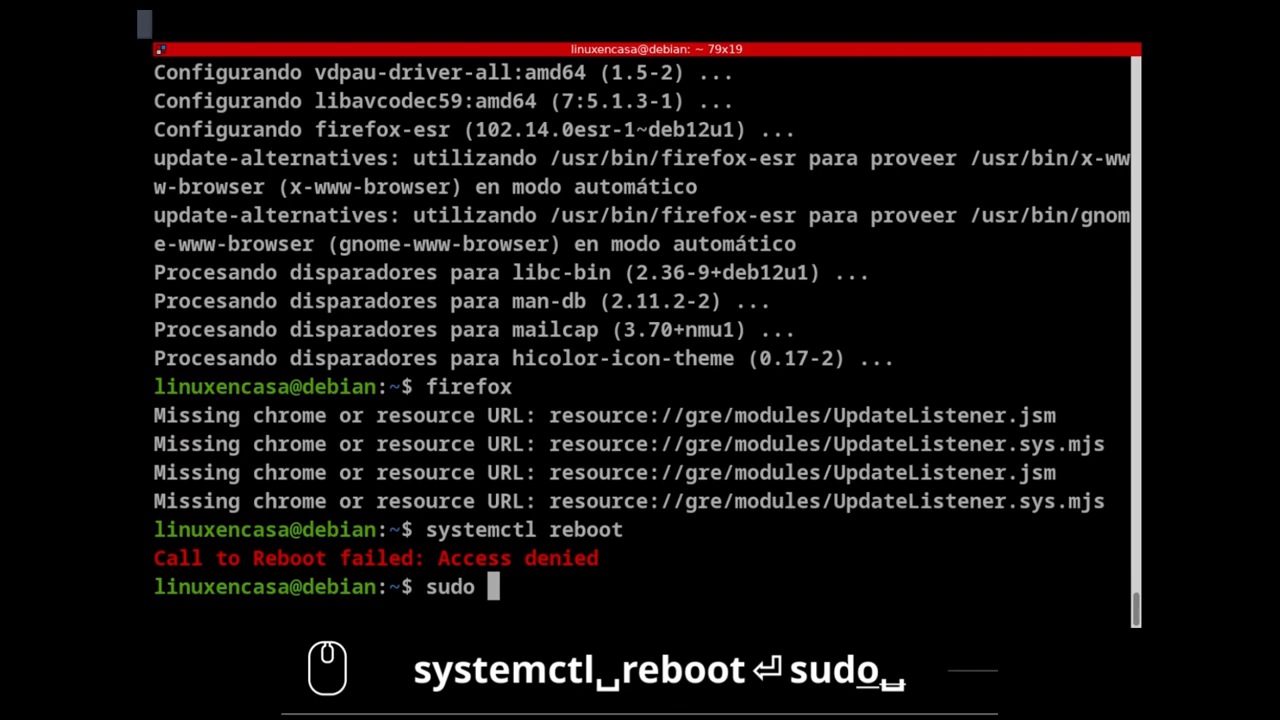 linuxencasa@debian: ~ 79x19
Configurando vdpau-driver-all:amd64 (1.5-2) ...
Configurando libavcodec59:amd64 (7:5.1.3-1) ...
Configurando firefox-esr (102.14.0esr-1~deb12u1) ...
update-alternatives: utilizando /usr/bin/firefox-esr para proveer /usr/bin/x-ww
w-browser (x-www-browser) en modo automático
update-alternatives: utilizando /usr/bin/firefox-esr para proveer /usr/bin/gnom
e-www-browser (gnome-www-browser) en modo automático
Procesando disparadores para libc-bin (2.36-9+deb12u1) ...
Procesando disparadores para man-db (2.11.2-2) ...
Procesando disparadores para mailcap (3.70+nmu1) ...
Procesando disparadores para hicolor-icon-theme (0.17-2) ...
linuxencasa@debian:~$ firefox
Missing chrome or resource URL: resource://gre/modules/UpdateListener.jsm
Missing chrome or resource URL: resource://gre/modules/UpdateListener.sys.mjs
Missing chrome or resource URL: resource://gre/modules/UpdateListener.jsm
Missing chrome or resource URL: resource://gre/modules/UpdateListener.sys.mjs
linuxencasa@debian:~$ systemctl reboot
Call to Reboot failed: Access denied
linuxencasa@debian:~$ sudo
systemctl␣reboot⏎sudo␣